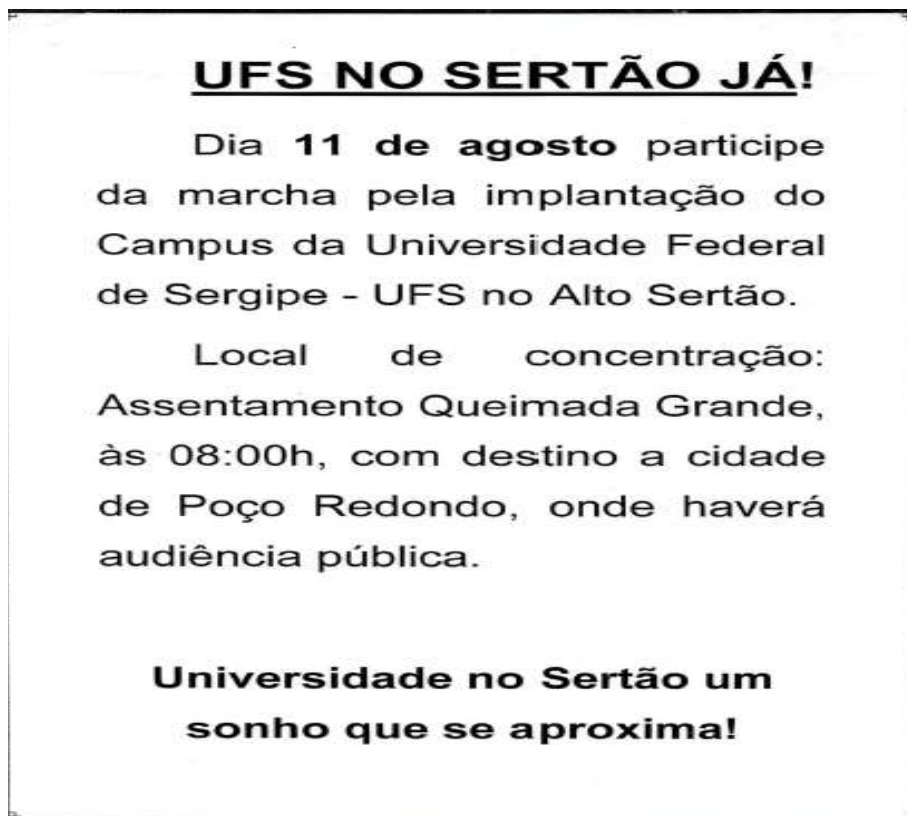 UFS NO SERTÃO JÁ!
Dia 11 de agosto participe
da marcha pela implantação do
Campus da Universidade Federal
de Sergipe - UFS no Alto Sertão.
Local de concentração:
Assentamento Queimada Grande,
às 08:00h, com destino a cidade
de Poço Redondo, onde haverá
audiência pública.
Universidade no Sertão um
sonho que se aproxima!